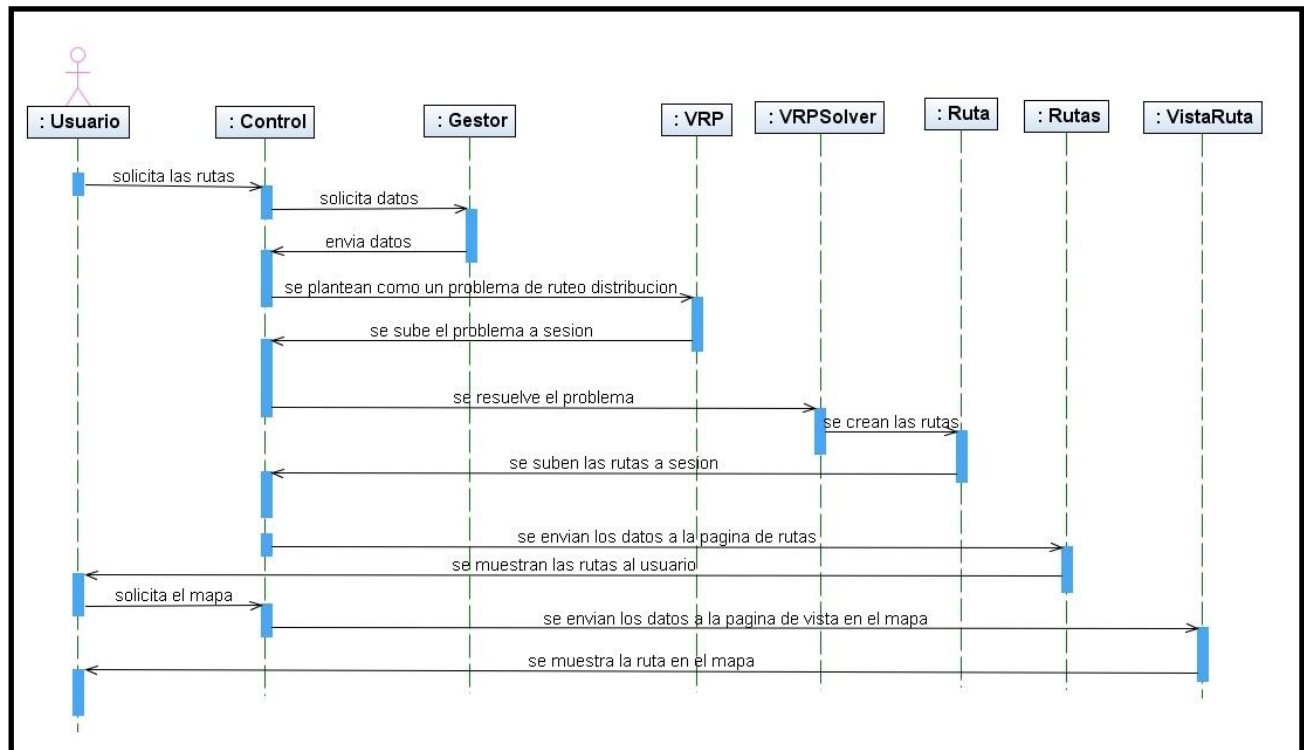 : Usuario
: Control
: Gestor
: VRP
: VRPSolver
: Ruta
: Rutas
: VistaRuta
solicita las rutas
solicita datos
envia datos
se plantean como un problema de ruteo distribucion
se sube el problema a sesion
se resuelve el problema
se crean las rutas
se suben las rutas a sesion
se envian los datos a la pagina de rutas
se muestran las rutas al usuario
solicita el mapa
se envian los datos a la pagina de vista en el mapa
se muestra la ruta en el mapa